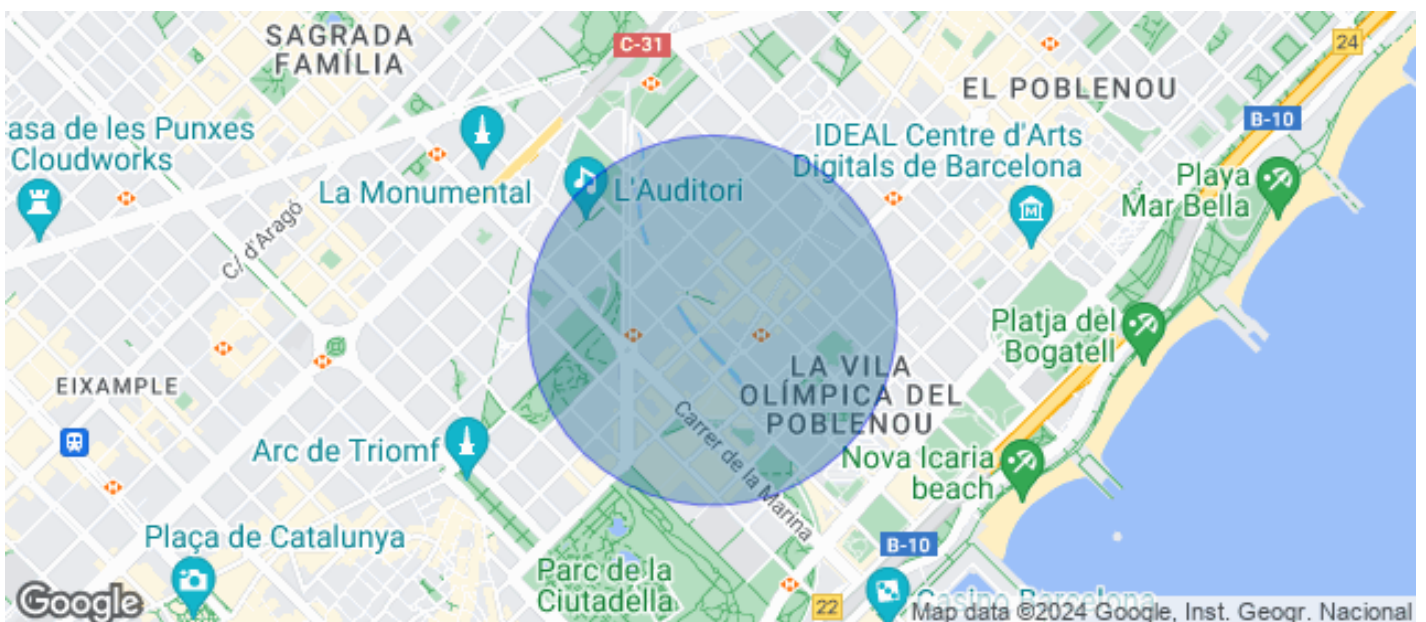 SAGRADA
FAMÍLIA
C-31
24
EL POBLENOU
B-10
asa de les Punxes
Cloudworks
La Monumental
L'Auditori
IDEAL Centre d'Arts
Digitals de Barcelona
Playa
Mar Bella
C/ d'Aragó
Platja del
Bogatell
EIXAMPLE
LA VILA
OLÍMPICA DEL
POBLENOU
Arc de Triomf
Carrer de la Marina
Nova Icaria
beach
Plaça de Catalunya
B-10
Parc de la
Ciutadella
22
Casino Barcelona
Google
Map data ©2024 Google, Inst. Geogr. Nacional